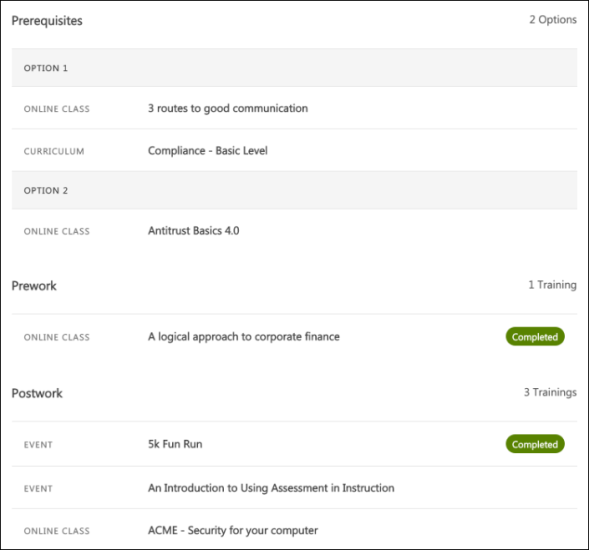 Prerequisites 2 Options
OPTION 1
ONLINE CLASS 3 routes to good communication
CURRICULUM Compliance - Basic Level
OPTION 2
ONLINE CLASS Antitrust Basics 4.0
Prework 1 Training
ONLINE CLASS A logical approach to corporate finance Completed
Postwork 3 Trainings
EVENT 5k Fun Run Completed
EVENT An Introduction to Using Assessment in Instruction
ONLINE CLASS ACME - Security for your computer